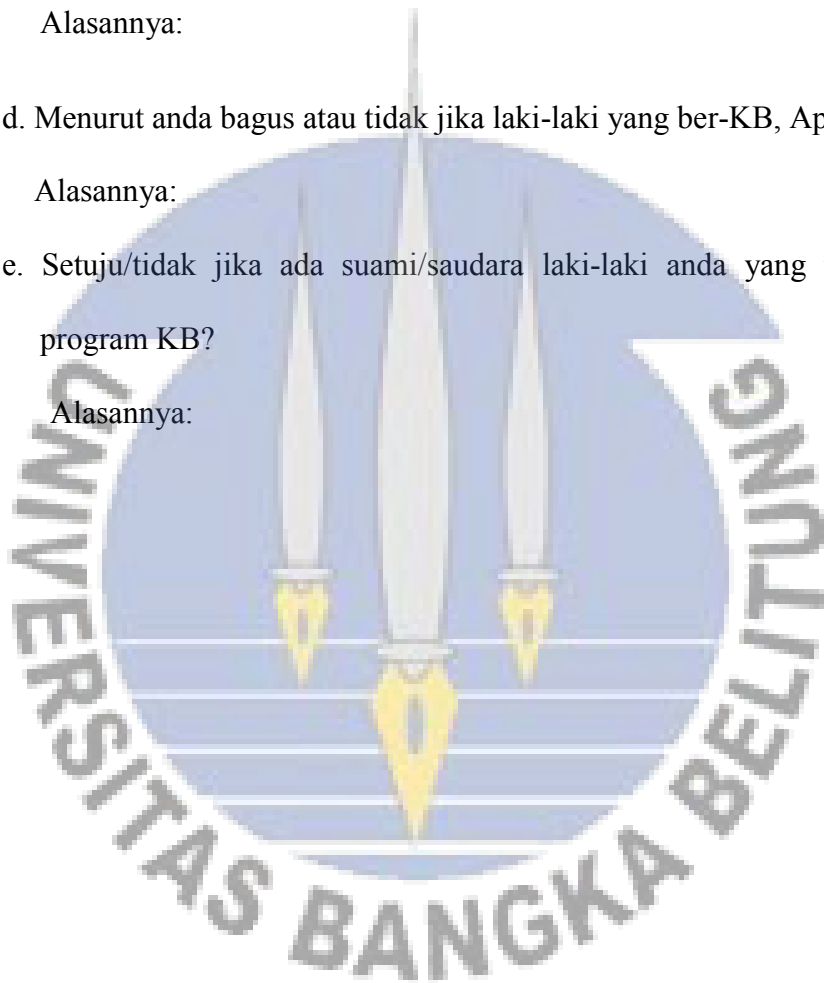 Alasannya:
d. Menurut anda bagus atau tidak jika laki-laki yang ber-KB,
Alasannya:
e. Setuju/tidak jika ada suami/saudara laki-laki anda yang
program KB?
Alasannya:
UNIVERSITAS BANGKA BELITUNG